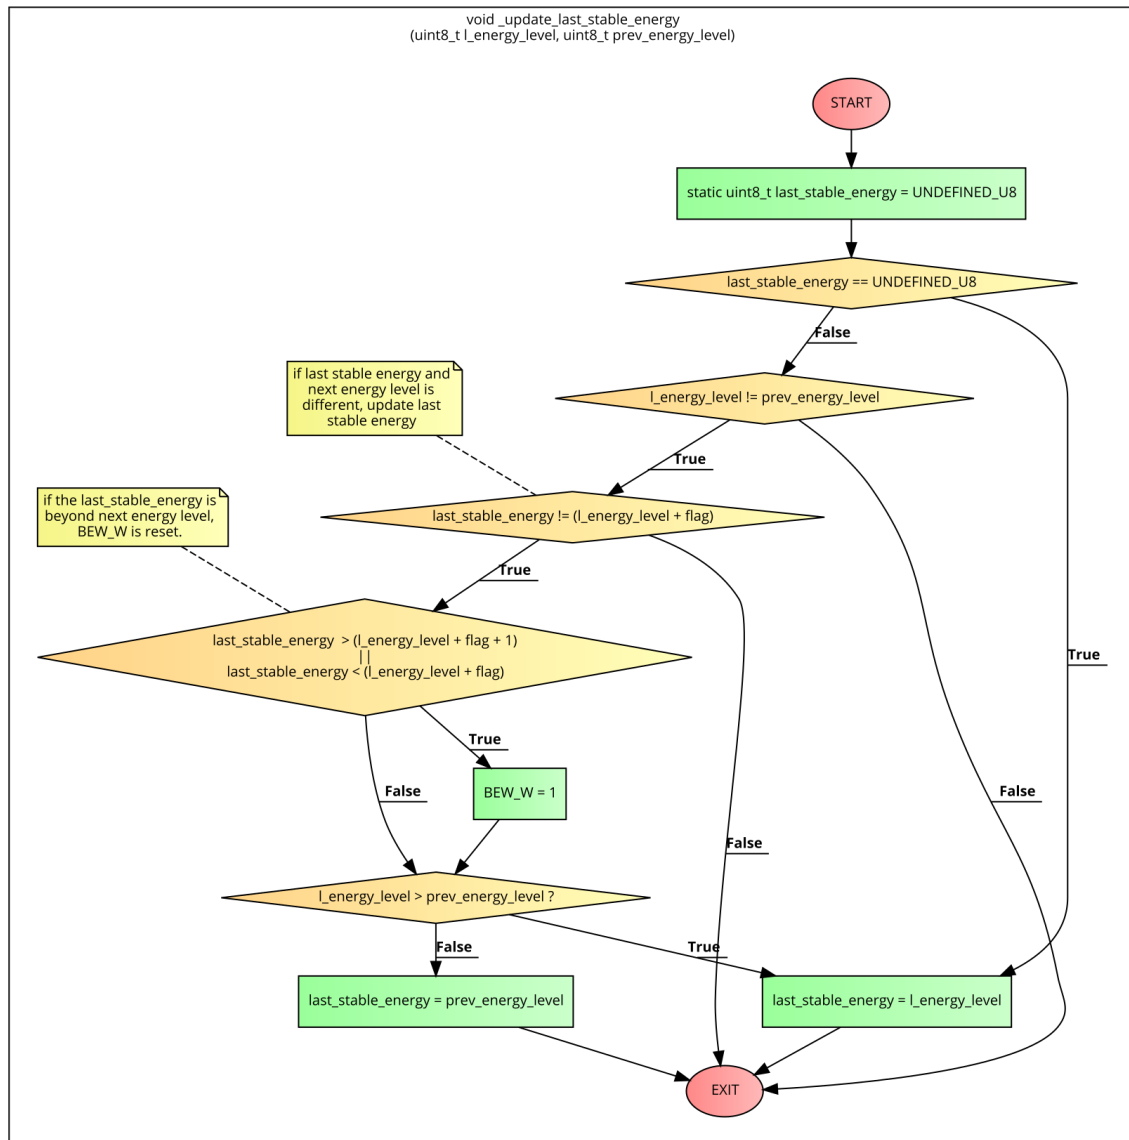 void _update_last_stable_energy
(uint8_t l_energy_level, uint8_t prev_energy_level)
START
static uint8_t last_stable_energy = UNDEFINED_U8
last_stable_energy == UNDEFINED_U8
False
if last stable energy and
next energy level is
different, update last
stable energy
l_energy_level != prev_energy_level
True
if the last_stable_energy is
beyond next energy level,
BEW_W is reset.
last_stable_energy != (l_energy_level + flag)
True
last_stable_energy  > (l_energy_level + flag + 1)
||
last_stable_energy < (l_energy_level + flag)
True
True
False
BEW_W = 1
False
False
l_energy_level > prev_energy_level ?
False
True
last_stable_energy = prev_energy_level
last_stable_energy = l_energy_level
EXIT